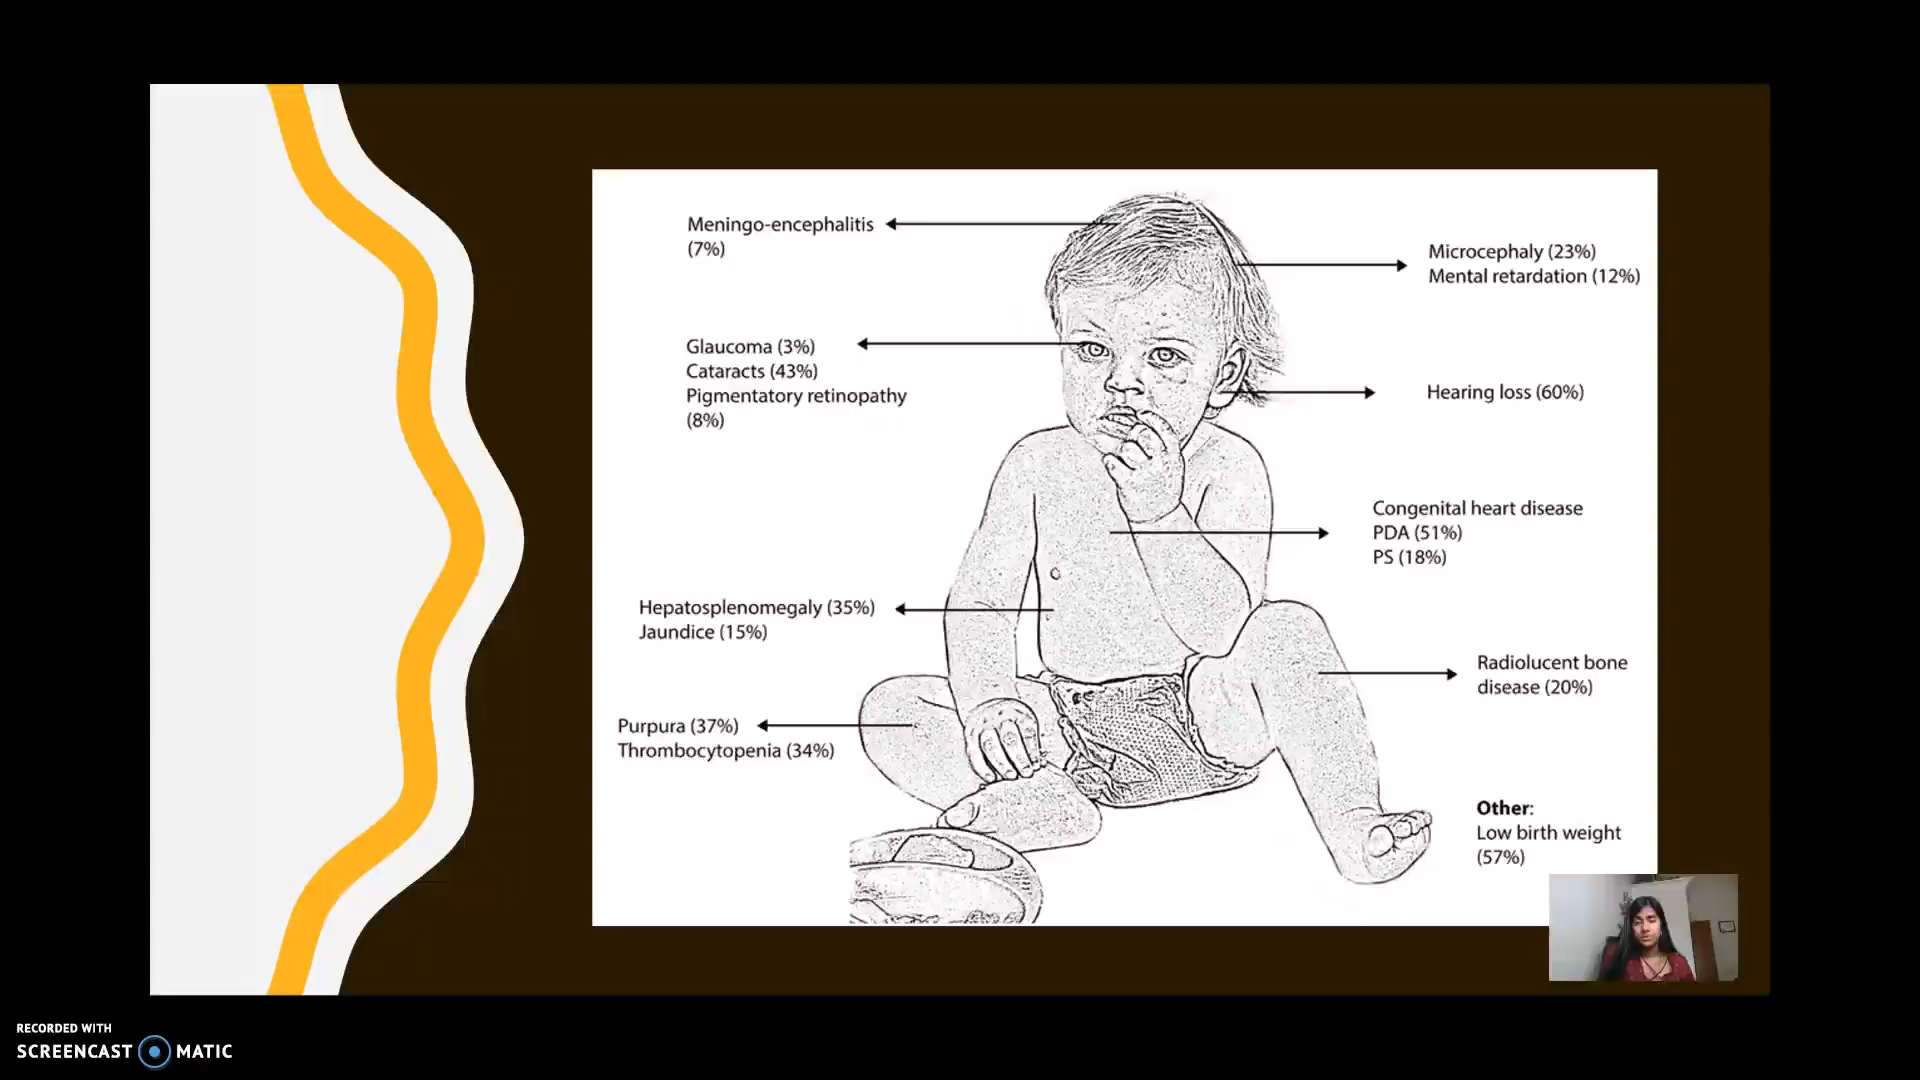 Meningo-encephalitis
(7%)
Microcephaly (23%)
Mental retardation (12%)
Glaucoma (3%)
Cataracts (43%)
Pigmentatory retinopathy
(8%)
Hearing loss (60%)
Congenital heart disease
PDA (51%)
PS (18%)
Hepatosplenomegaly (35%)
Jaundice (15%)
Radiolucent bone
disease (20%)
Purpura (37%)
Thrombocytopenia (34%)
Other:
Low birth weight
(57%)
RECORDED WITH
SCREENCAST MATIC